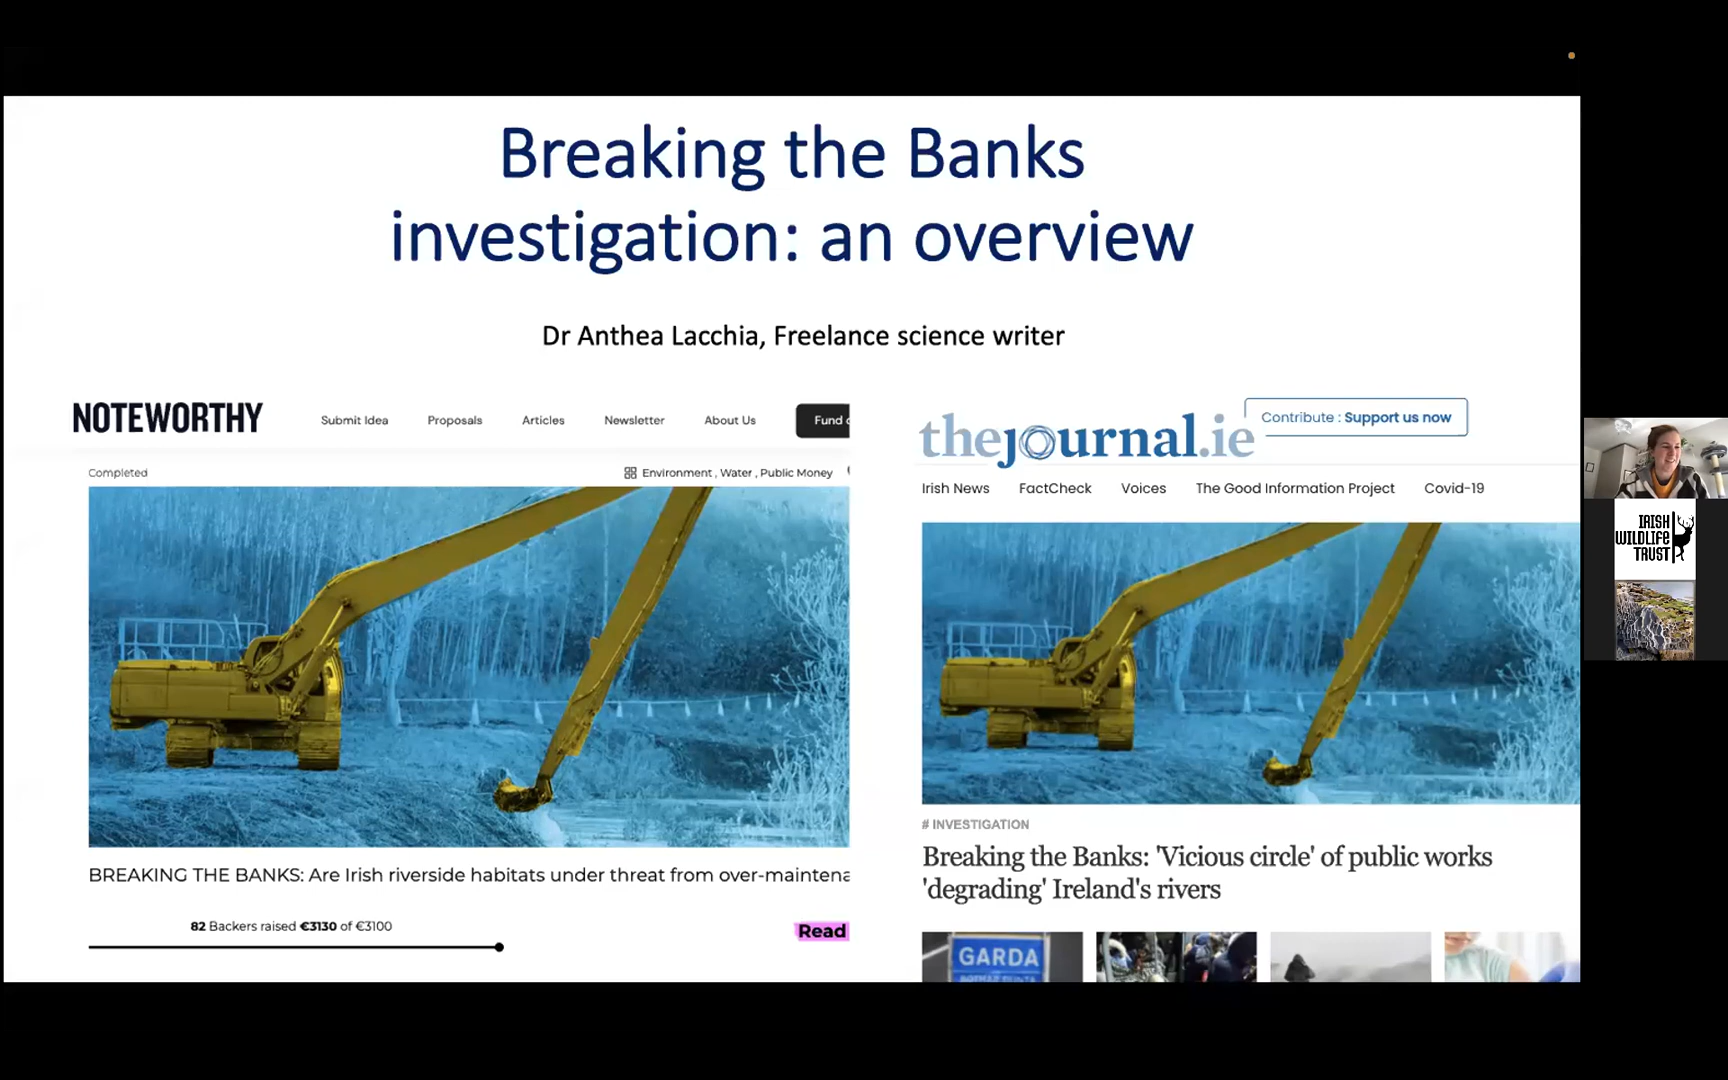 Breaking the Banks
investigation: an overview
Dr Anthea Lacchia, Freelance science writer
NOTEWORTHY
Submit Idea
Proposals
Articles
Newsletter
About Us
Fund
Completed
Environment , Water , Public Money
BREAKING THE BANKS: Are Irish riverside habitats under threat from over-maintena
82 Backers raised €3130 of €3100
Read
thejournal.ie
Contribute : Support us now
Irish News
FactCheck
Voices
The Good Information Project
Covid-19
# INVESTIGATION
Breaking the Banks: 'Vicious circle' of public works
'degrading' Ireland's rivers
GARDA
IRISH
WILDLIFE
TRUST